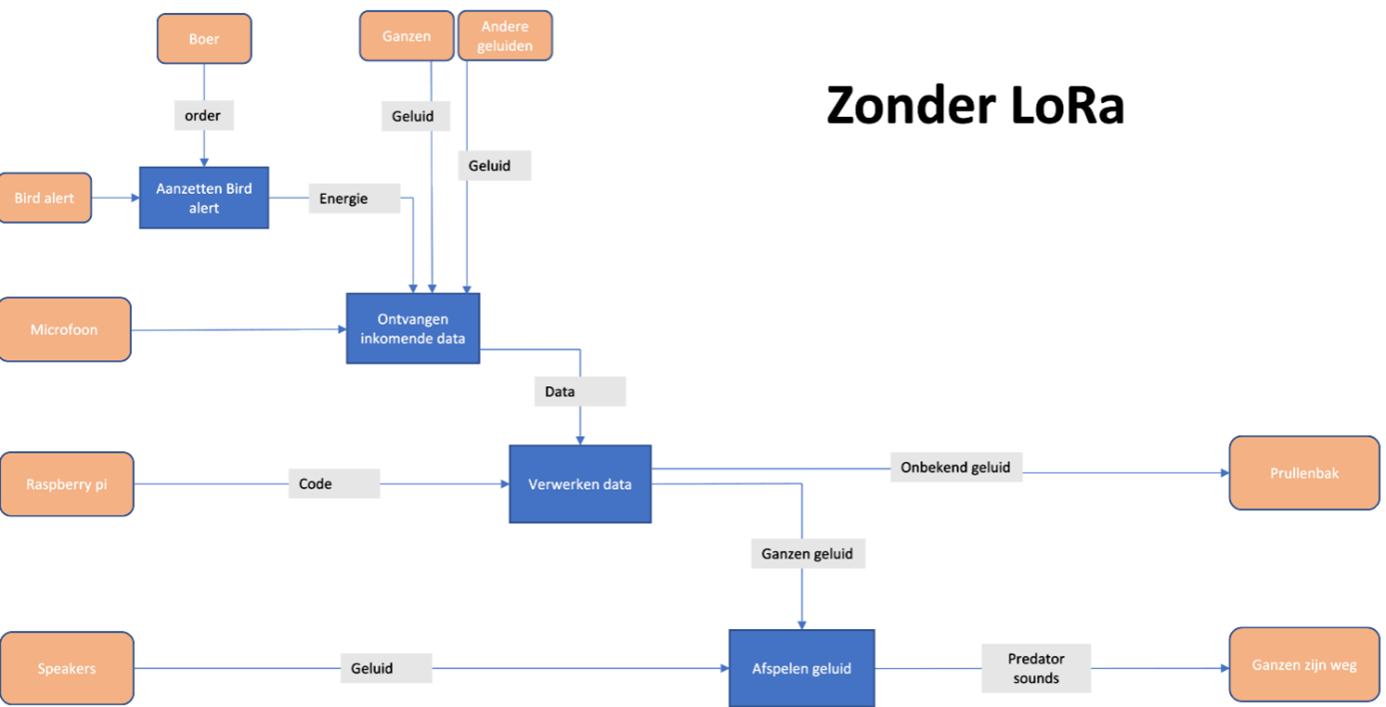 Boer
Ganzen
Andere
geluiden
Zonder LoRa
order
Geluid
Geluid
Bird alert
Aanzetten Bird
alert
Energie
Microfoon
Ontvangen
inkomende data
Data
Raspberry pi
Code
Verwerken data
Onbekend geluid
Prullenbak
Ganzen geluid
Speakers
Geluid
Afspelen geluid
Predator
sounds
Ganzen zijn weg